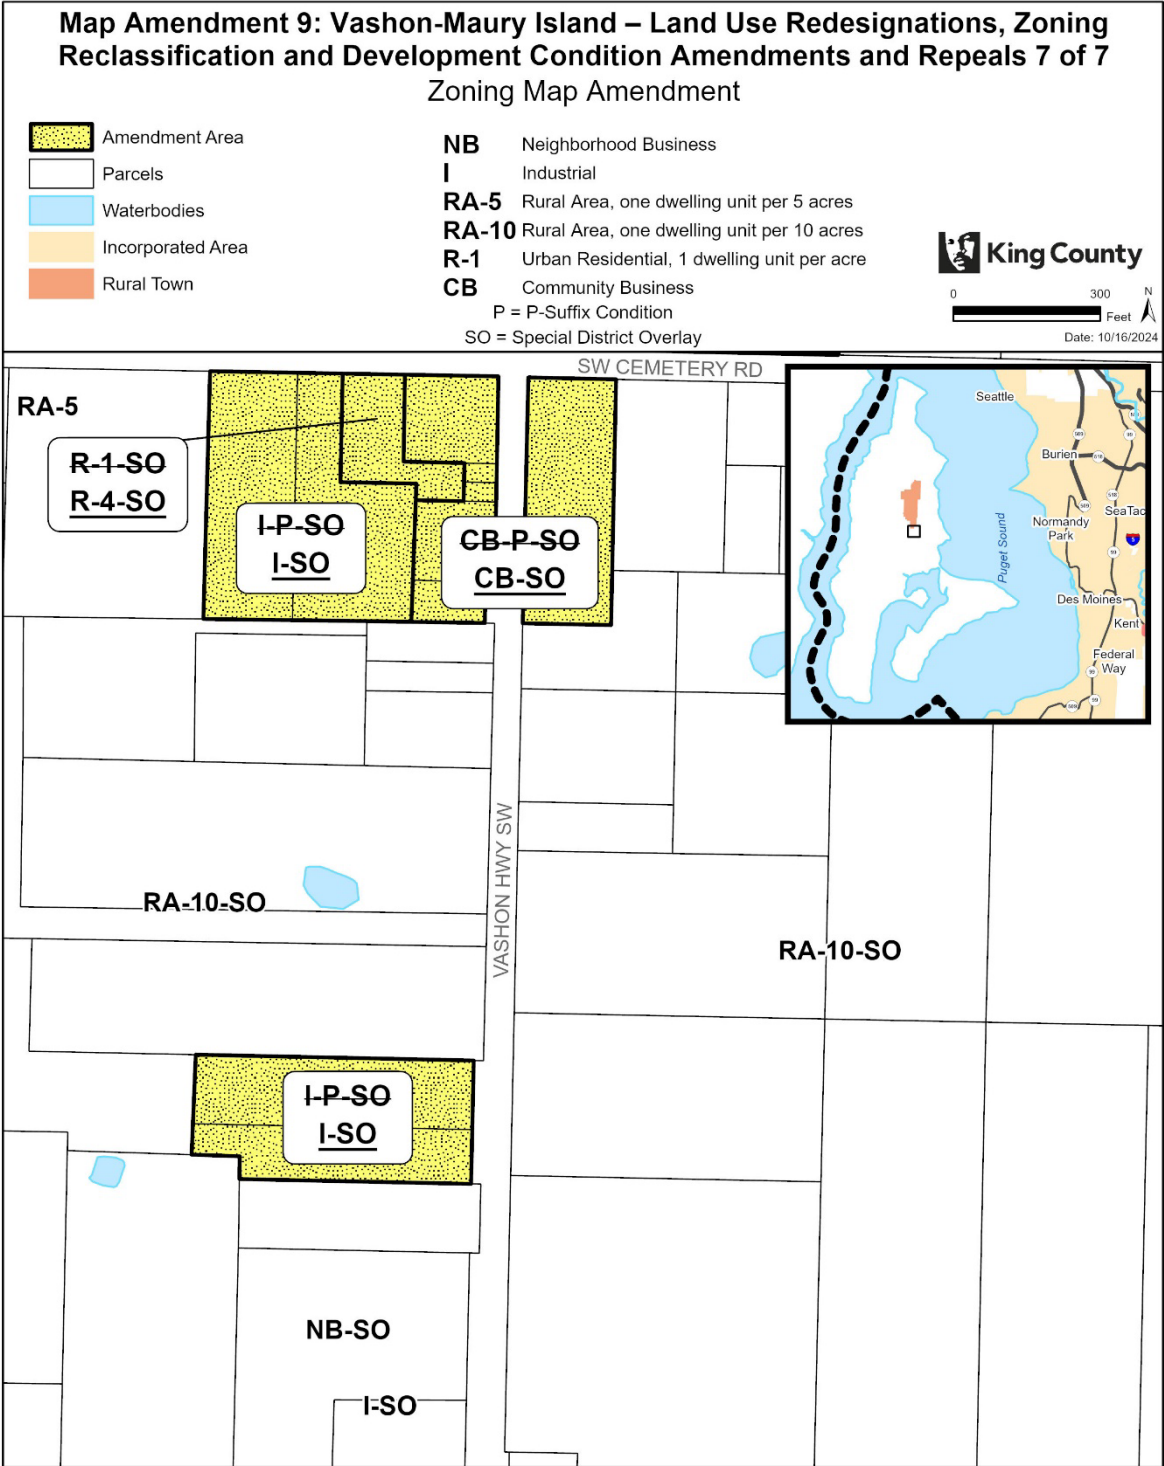 Map Amendment 9: Vashon-Maury Island – Land Use Redesignations, Zoning
Reclassification and Development Condition Amendments and Repeals 7 of 7
Zoning Map Amendment
Amendment Area
Parcels
Waterbodies
Incorporated Area
Rural Town
NB Neighborhood Business
I Industrial
RA-5 Rural Area, one dwelling unit per 5 acres
RA-10 Rural Area, one dwelling unit per 10 acres
R-1 Urban Residential, 1 dwelling unit per acre
CB Community Business
P = P-Suffix Condition
SO = Special District Overlay
King County
0 300
Feet
N
Date: 10/16/2024
SW CEMETERY RD
RA-5
R-1-SO
R-4-SO
I-P-SO
I-SO
CB-P-SO
CB-SO
Seattle
Burien
SeaTac
Normandy
Park
Puget Sound
Des Moines
Kent
Federal
Way
VASHON HWY SW
RA-10-SO
RA-10-SO
I-P-SO
I-SO
NB-SO
I-SO